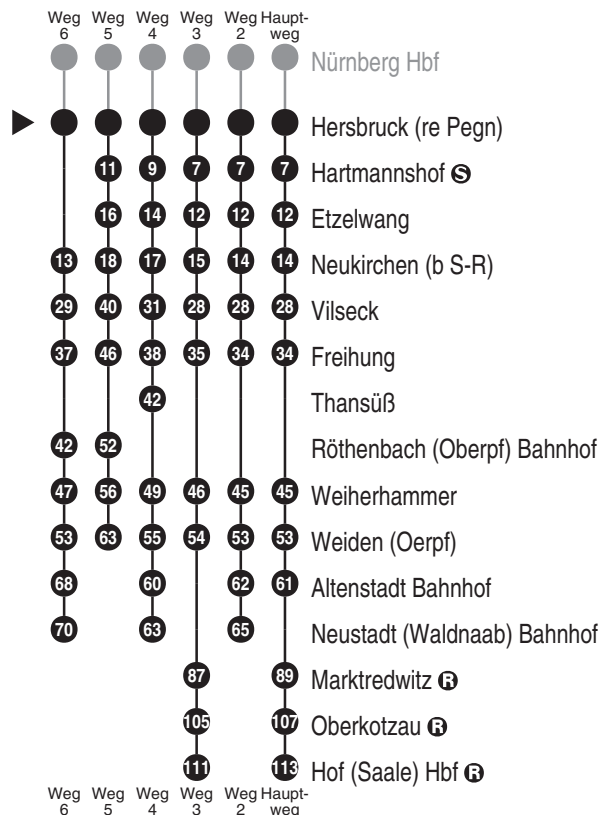 Weg Weg Weg Weg Weg Haupt-
6 5 4 3 2 weg
Nürnberg Hbf
Hersbruck (re Pegn)
11 9 7 7 7 Hartmannshof S
16 14 12 12 12 Etzelwang
13 18 17 15 14 14 Neukirchen (b S-R)
29 40 31 28 28 28 Vilseck
37 46 38 35 34 34 Freihung
42 Thansüß
42 52 Röthenbach (Oberpf) Bahnhof
47 56 49 46 45 45 Weiherhammer
53 63 55 54 53 53 Weiden (Oerpf)
68 60 62 61 Altenstadt Bahnhof
70 63 65 Neustadt (Waldnaab) Bahnhof
87 89 Marktredwitz R
105 107 Oberkotzau R
111 113 Hof (Saale) Hbf R
Weg Weg Weg Weg Weg Haupt-
6 5 4 3 2 weg